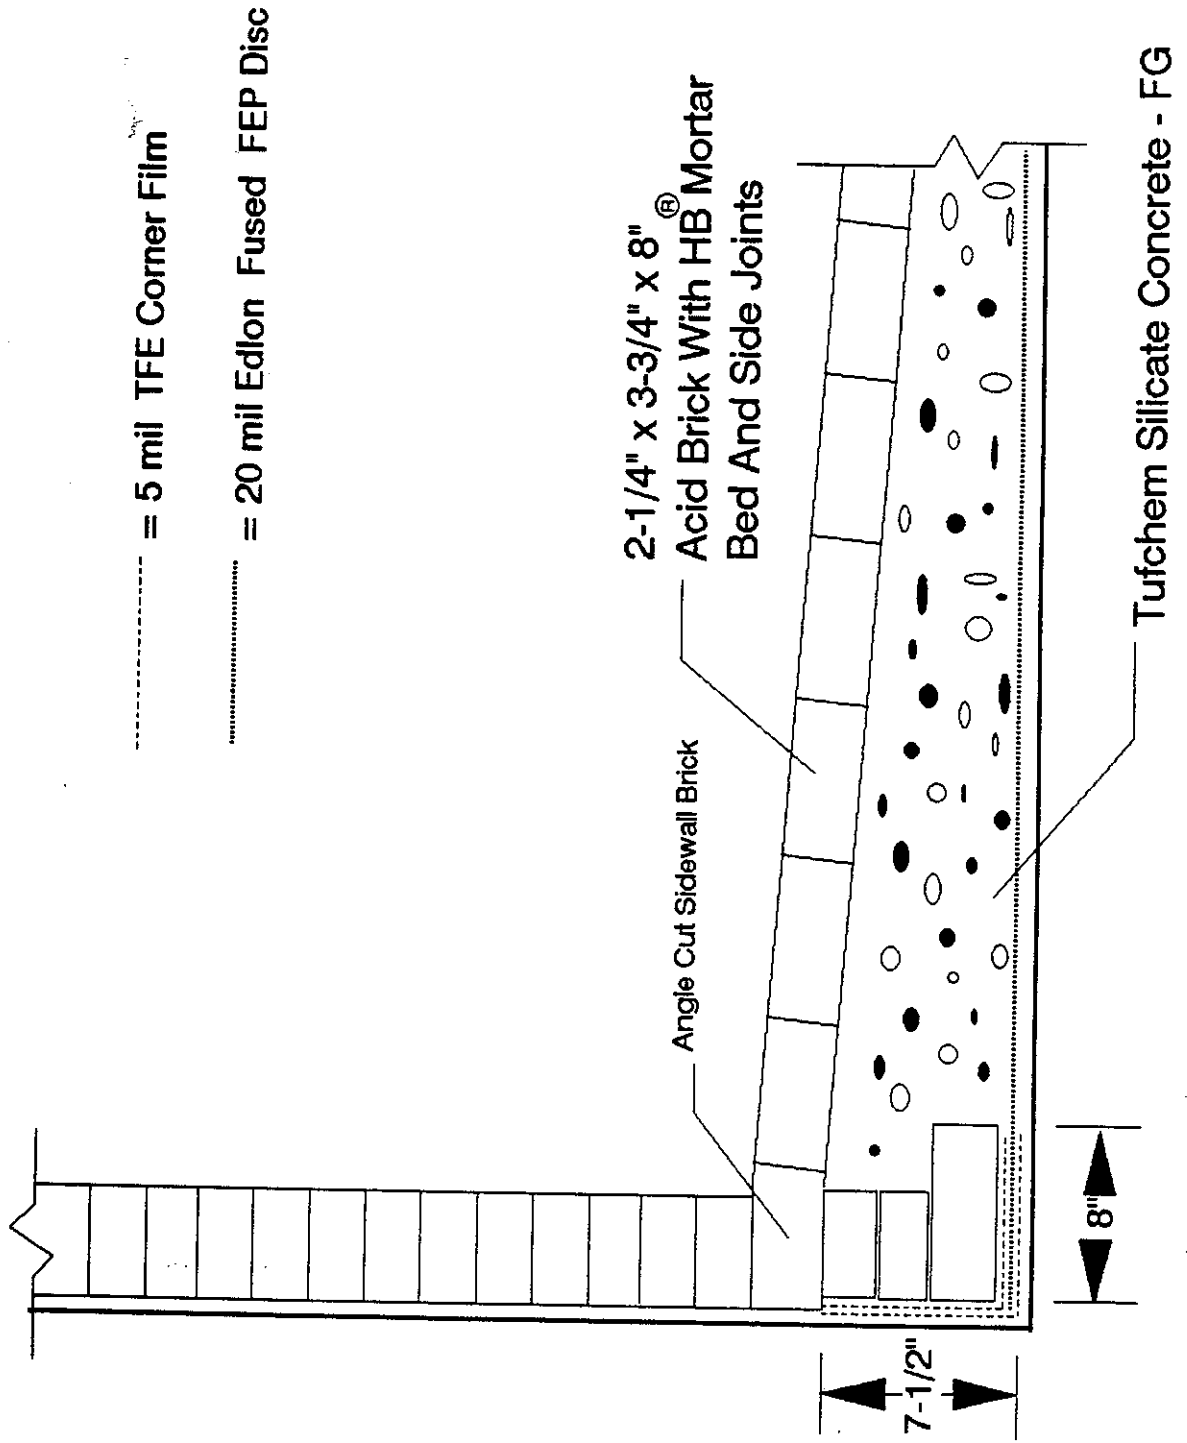 = 5 mil TFE Corner Film
= 20 mil Edlon Fused FEP Disc
2-1/4" x 3-3/4" x 8"
Acid Brick With HB Mortar®
Bed And Side Joints
Angle Cut Sidewall Brick
Tufchem Silicate Concrete - FG
8"
7-1/2"